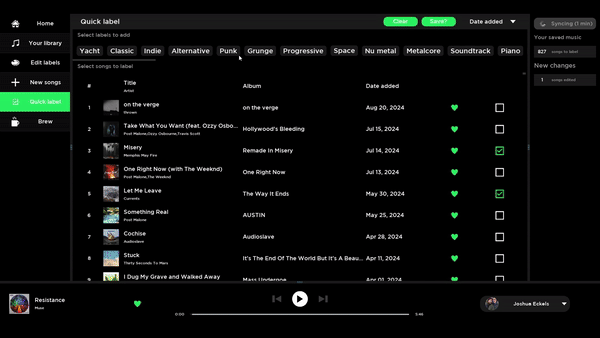 Home
Your library
Edit labels
New songs
Quick label
Brew
Quick label
Clear
Save?
Date added
Select labels to add
Yacht Classic Indie Alternative Punk Grunge Progressive Space Nu metal Metalcore Soundtrack Piano
Select songs to label
# Title Album Date added
Artist
1 on the verge on the verge Aug 20, 2024
2 Take What You Want (feat. Ozzy Osbo... Hollywood's Bleeding Jul 15, 2024
Post Malone,Ozzy Osbourne,Travis Scott
3 Misery Remade In Misery Jul 14, 2024
Memphis May Fire
4 One Right Now (with The Weeknd) One Right Now Jul 13, 2024
Post Malone,The Weeknd
5 Let Me Leave The Way It Ends May 30, 2024
Currents
6 Something Real AUSTIN May 25, 2024
Post Malone
7 Cochise Audioslave Apr 28, 2024
Audioslave
8 Stuck It's The End Of The World But It's A Beau... Apr 11, 2024
Thirty Seconds To Mars
9 I Dug My Grave and Walked Away Apr 01, 2024
Syncing (1 min)
Your saved music
827 songs to label
New changes
1 songs added
Resistance
Muse
0:00
5:46
Joshua Eckels